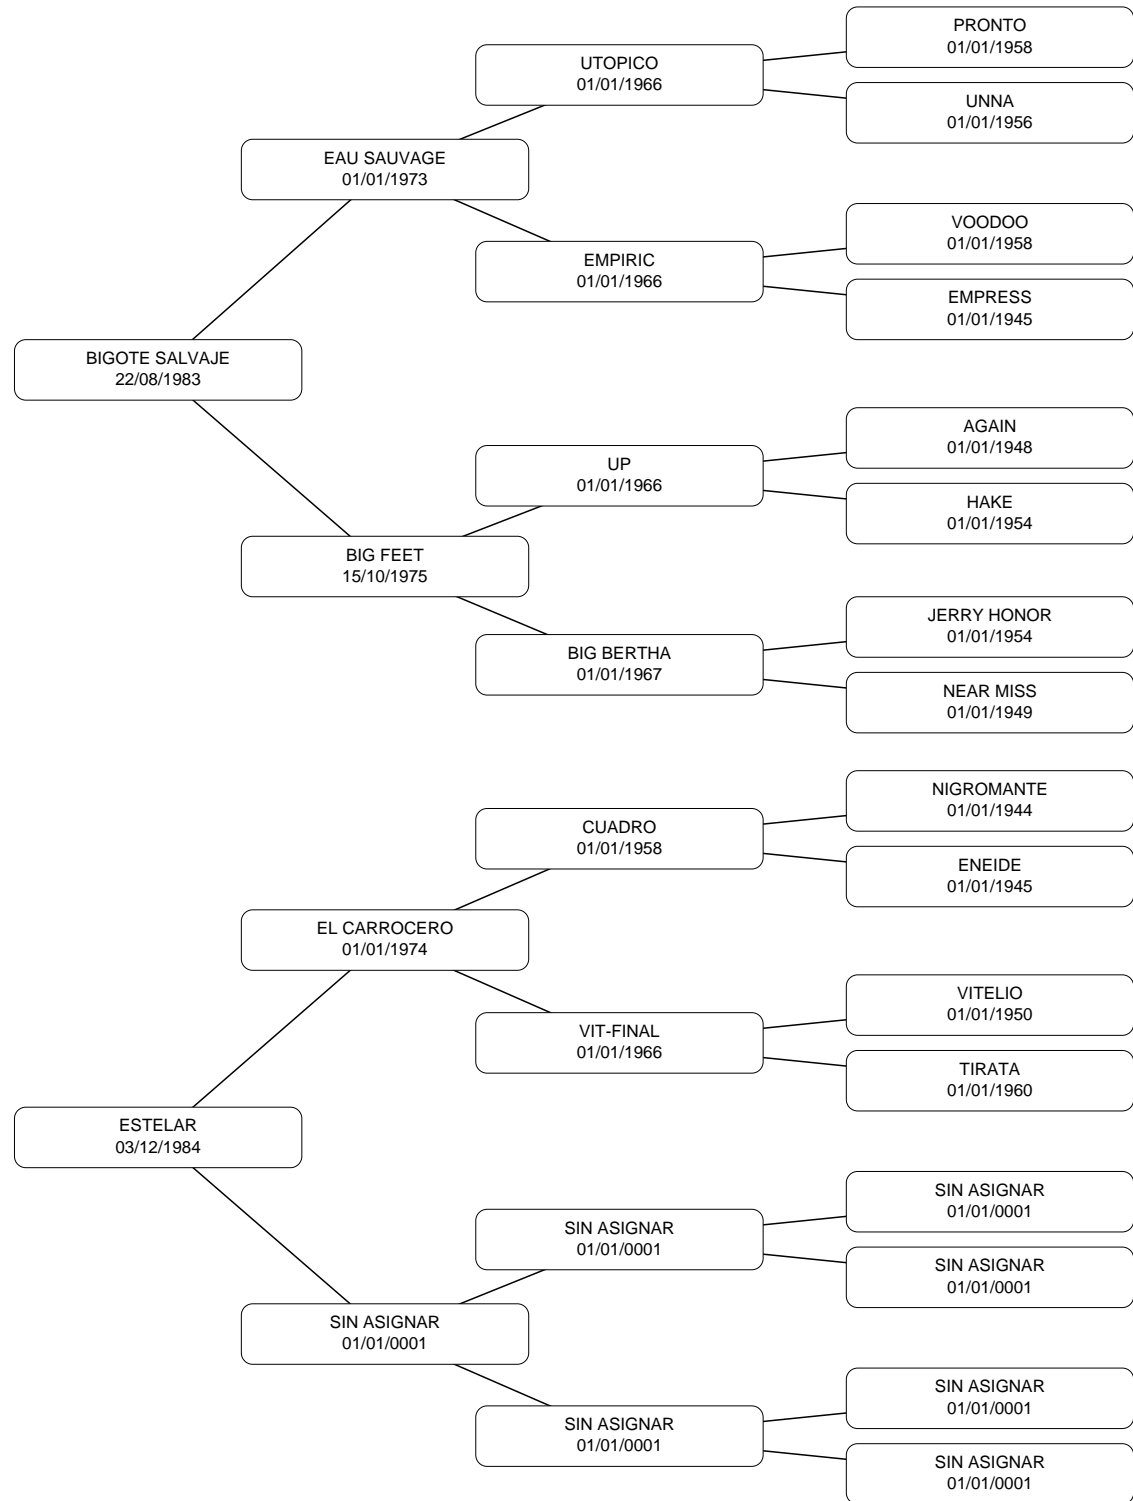 PRONTO
01/01/1958
UTOPICO
01/01/1966
UNNA
01/01/1956
EAU SAUVAGE
01/01/1973
VOODOO
01/01/1958
EMPIRIC
01/01/1966
EMPRESS
01/01/1945
BIGOTE SALVAJE
22/08/1983
AGAIN
01/01/1948
UP
01/01/1966
HAKE
01/01/1954
BIG FEET
15/10/1975
JERRY HONOR
01/01/1954
BIG BERTHA
01/01/1967
NEAR MISS
01/01/1949
NIGROMANTE
01/01/1944
CUADRO
01/01/1958
ENEIDE
01/01/1945
EL CARROCERO
01/01/1974
VITELIO
01/01/1950
VIT-FINAL
01/01/1966
TIRATA
01/01/1960
ESTELAR
03/12/1984
SIN ASIGNAR
01/01/0001
SIN ASIGNAR
01/01/0001
SIN ASIGNAR
01/01/0001
SIN ASIGNAR
01/01/0001
SIN ASIGNAR
01/01/0001
SIN ASIGNAR
01/01/0001
SIN ASIGNAR
01/01/0001